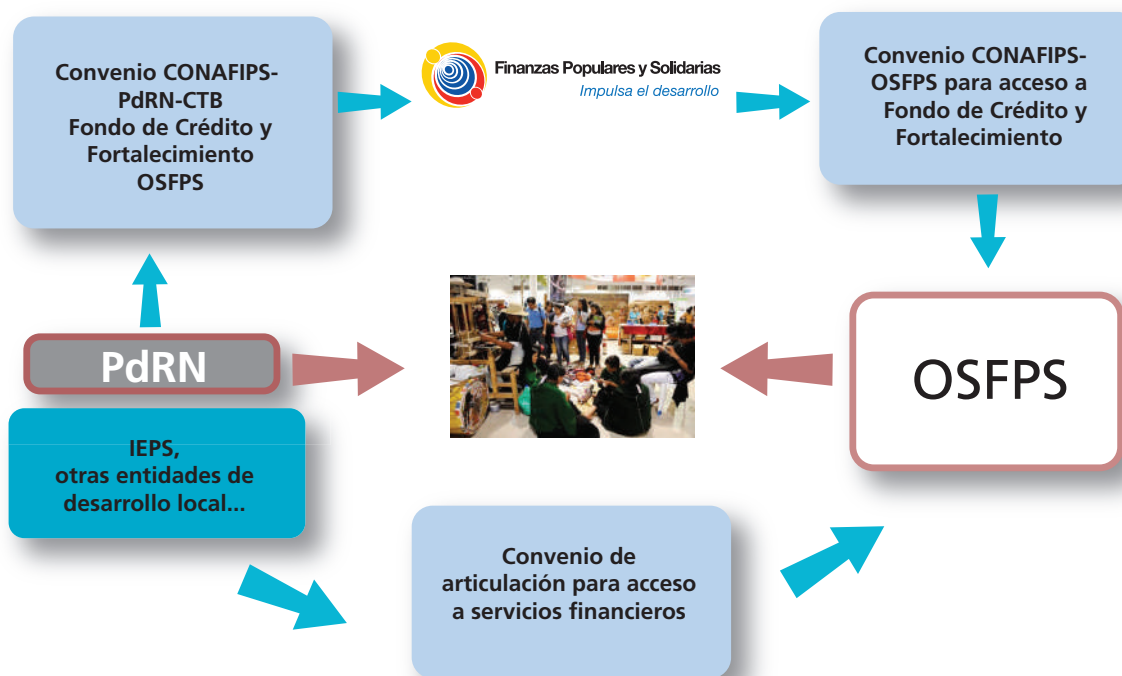 Convenio CONAFIPS-
PdRN-CTB
Fondo de Crédito y
Fortalecimiento
OSFPS
Finanzas Populares y Solidarias
Impulsa el desarrollo
Convenio CONAFIPS-
OSFPS para acceso a
Fondo de Crédito y
Fortalecimiento
PdRN
OSFPS
IEPS,
otras entidades de
desarrollo local...
Convenio de
articulación para acceso
a servicios financieros